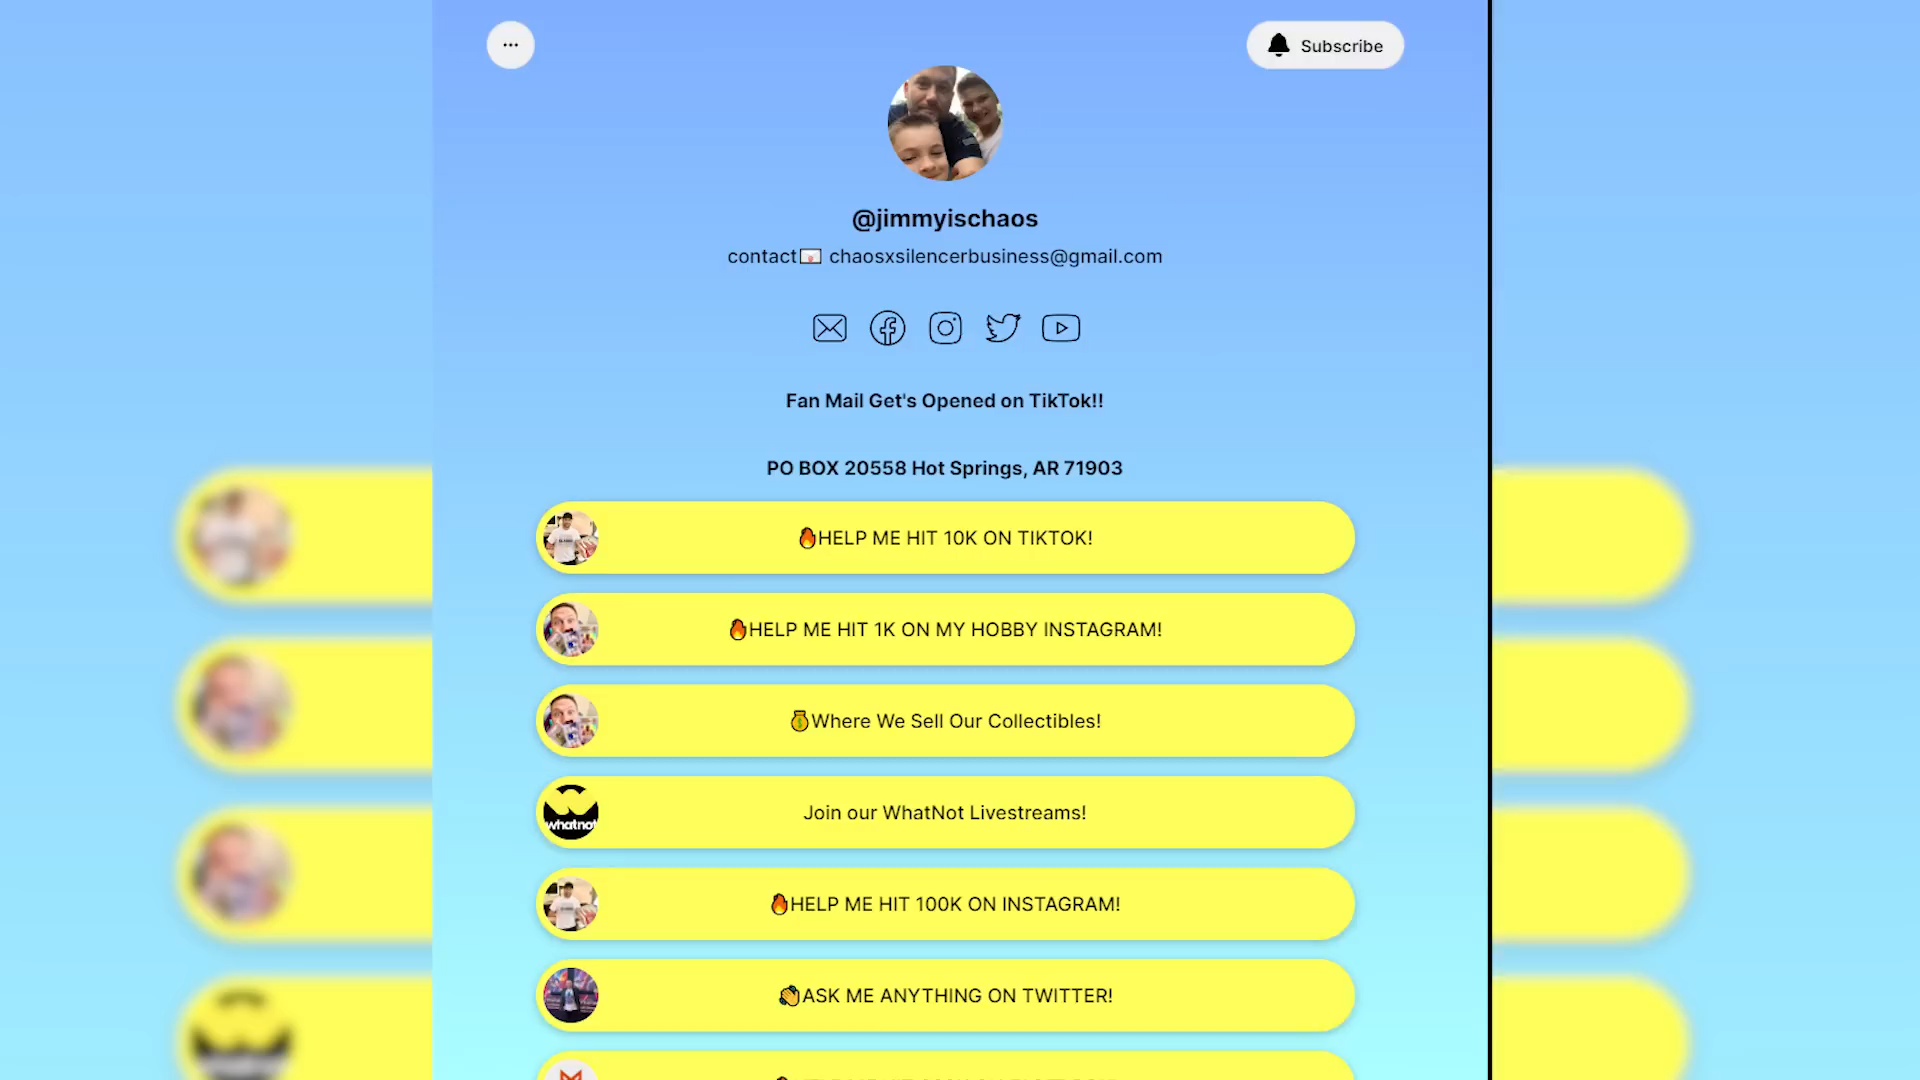 Subscribe
@jimmyischaos
contact💌 chaosxsilencerbusiness@gmail.com
Fan Mail Get's Opened on TikTok!!
PO BOX 20558 Hot Springs, AR 71903
🔥HELP ME HIT 10K ON TIKTOK!
🔥HELP ME HIT 1K ON MY HOBBY INSTAGRAM!
💰Where We Sell Our Collectibles!
whatnot
Join our WhatNot Livestreams!
🔥HELP ME HIT 100K ON INSTAGRAM!
👏ASK ME ANYTHING ON TWITTER!